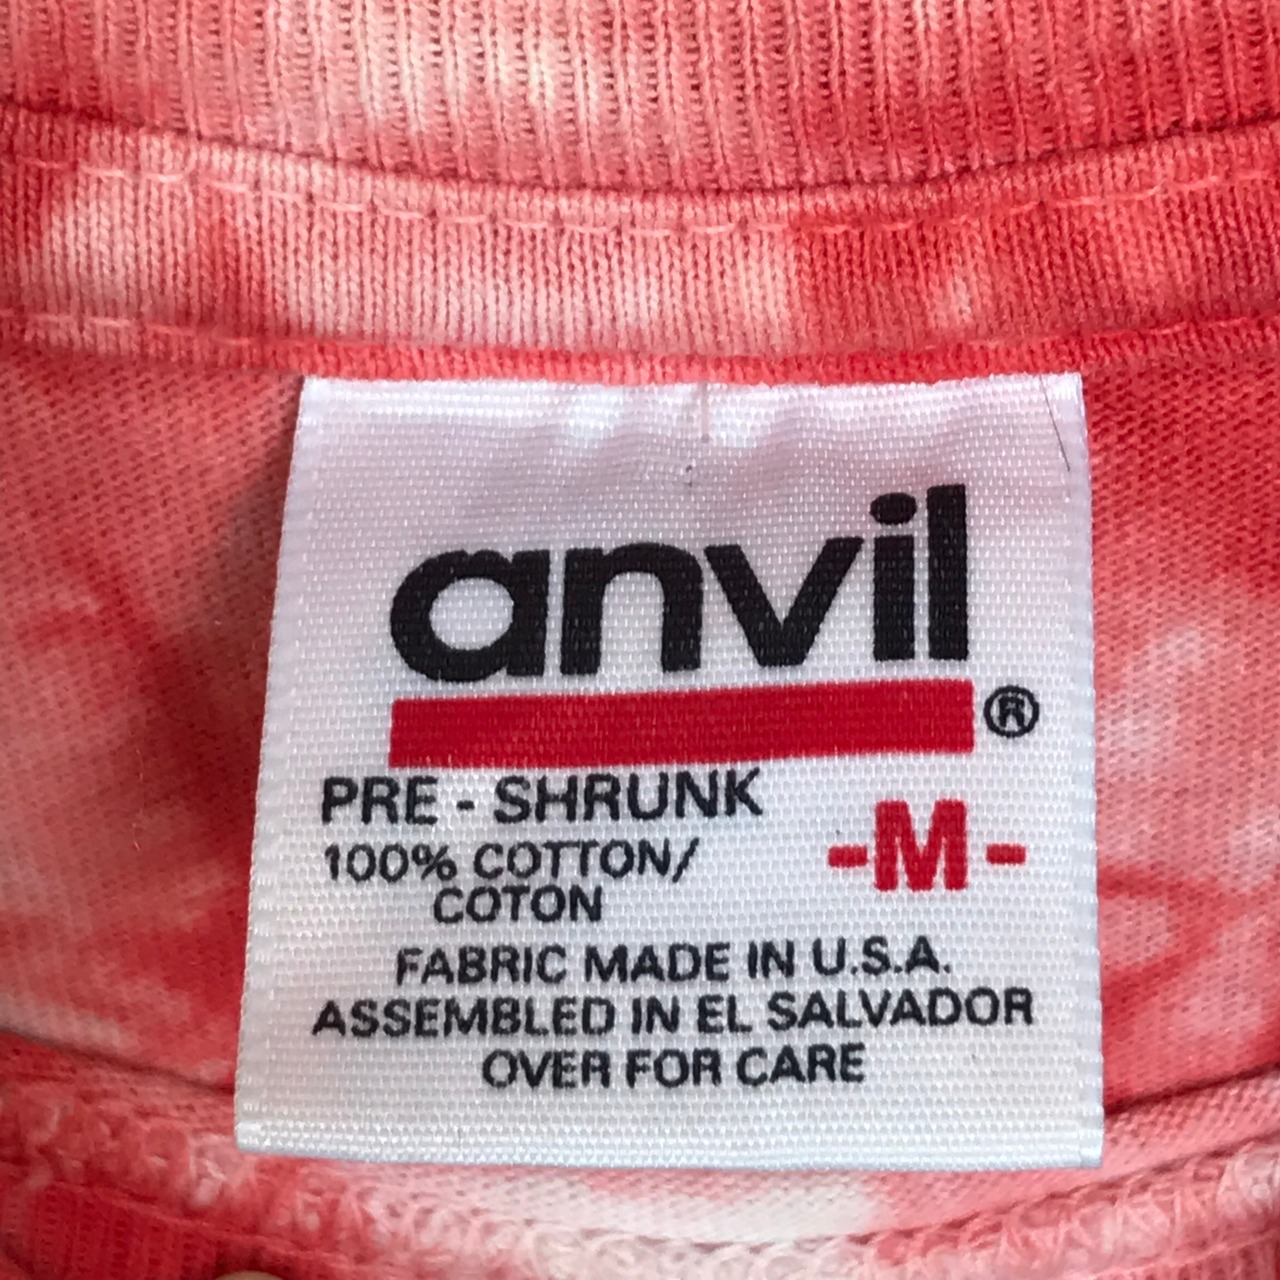 anvil®
PRE - SHRUNK
-M-
100% COTTON/
COTON
FABRIC MADE IN U.S.A.
ASSEMBLED IN EL SALVADOR
OVER FOR CARE